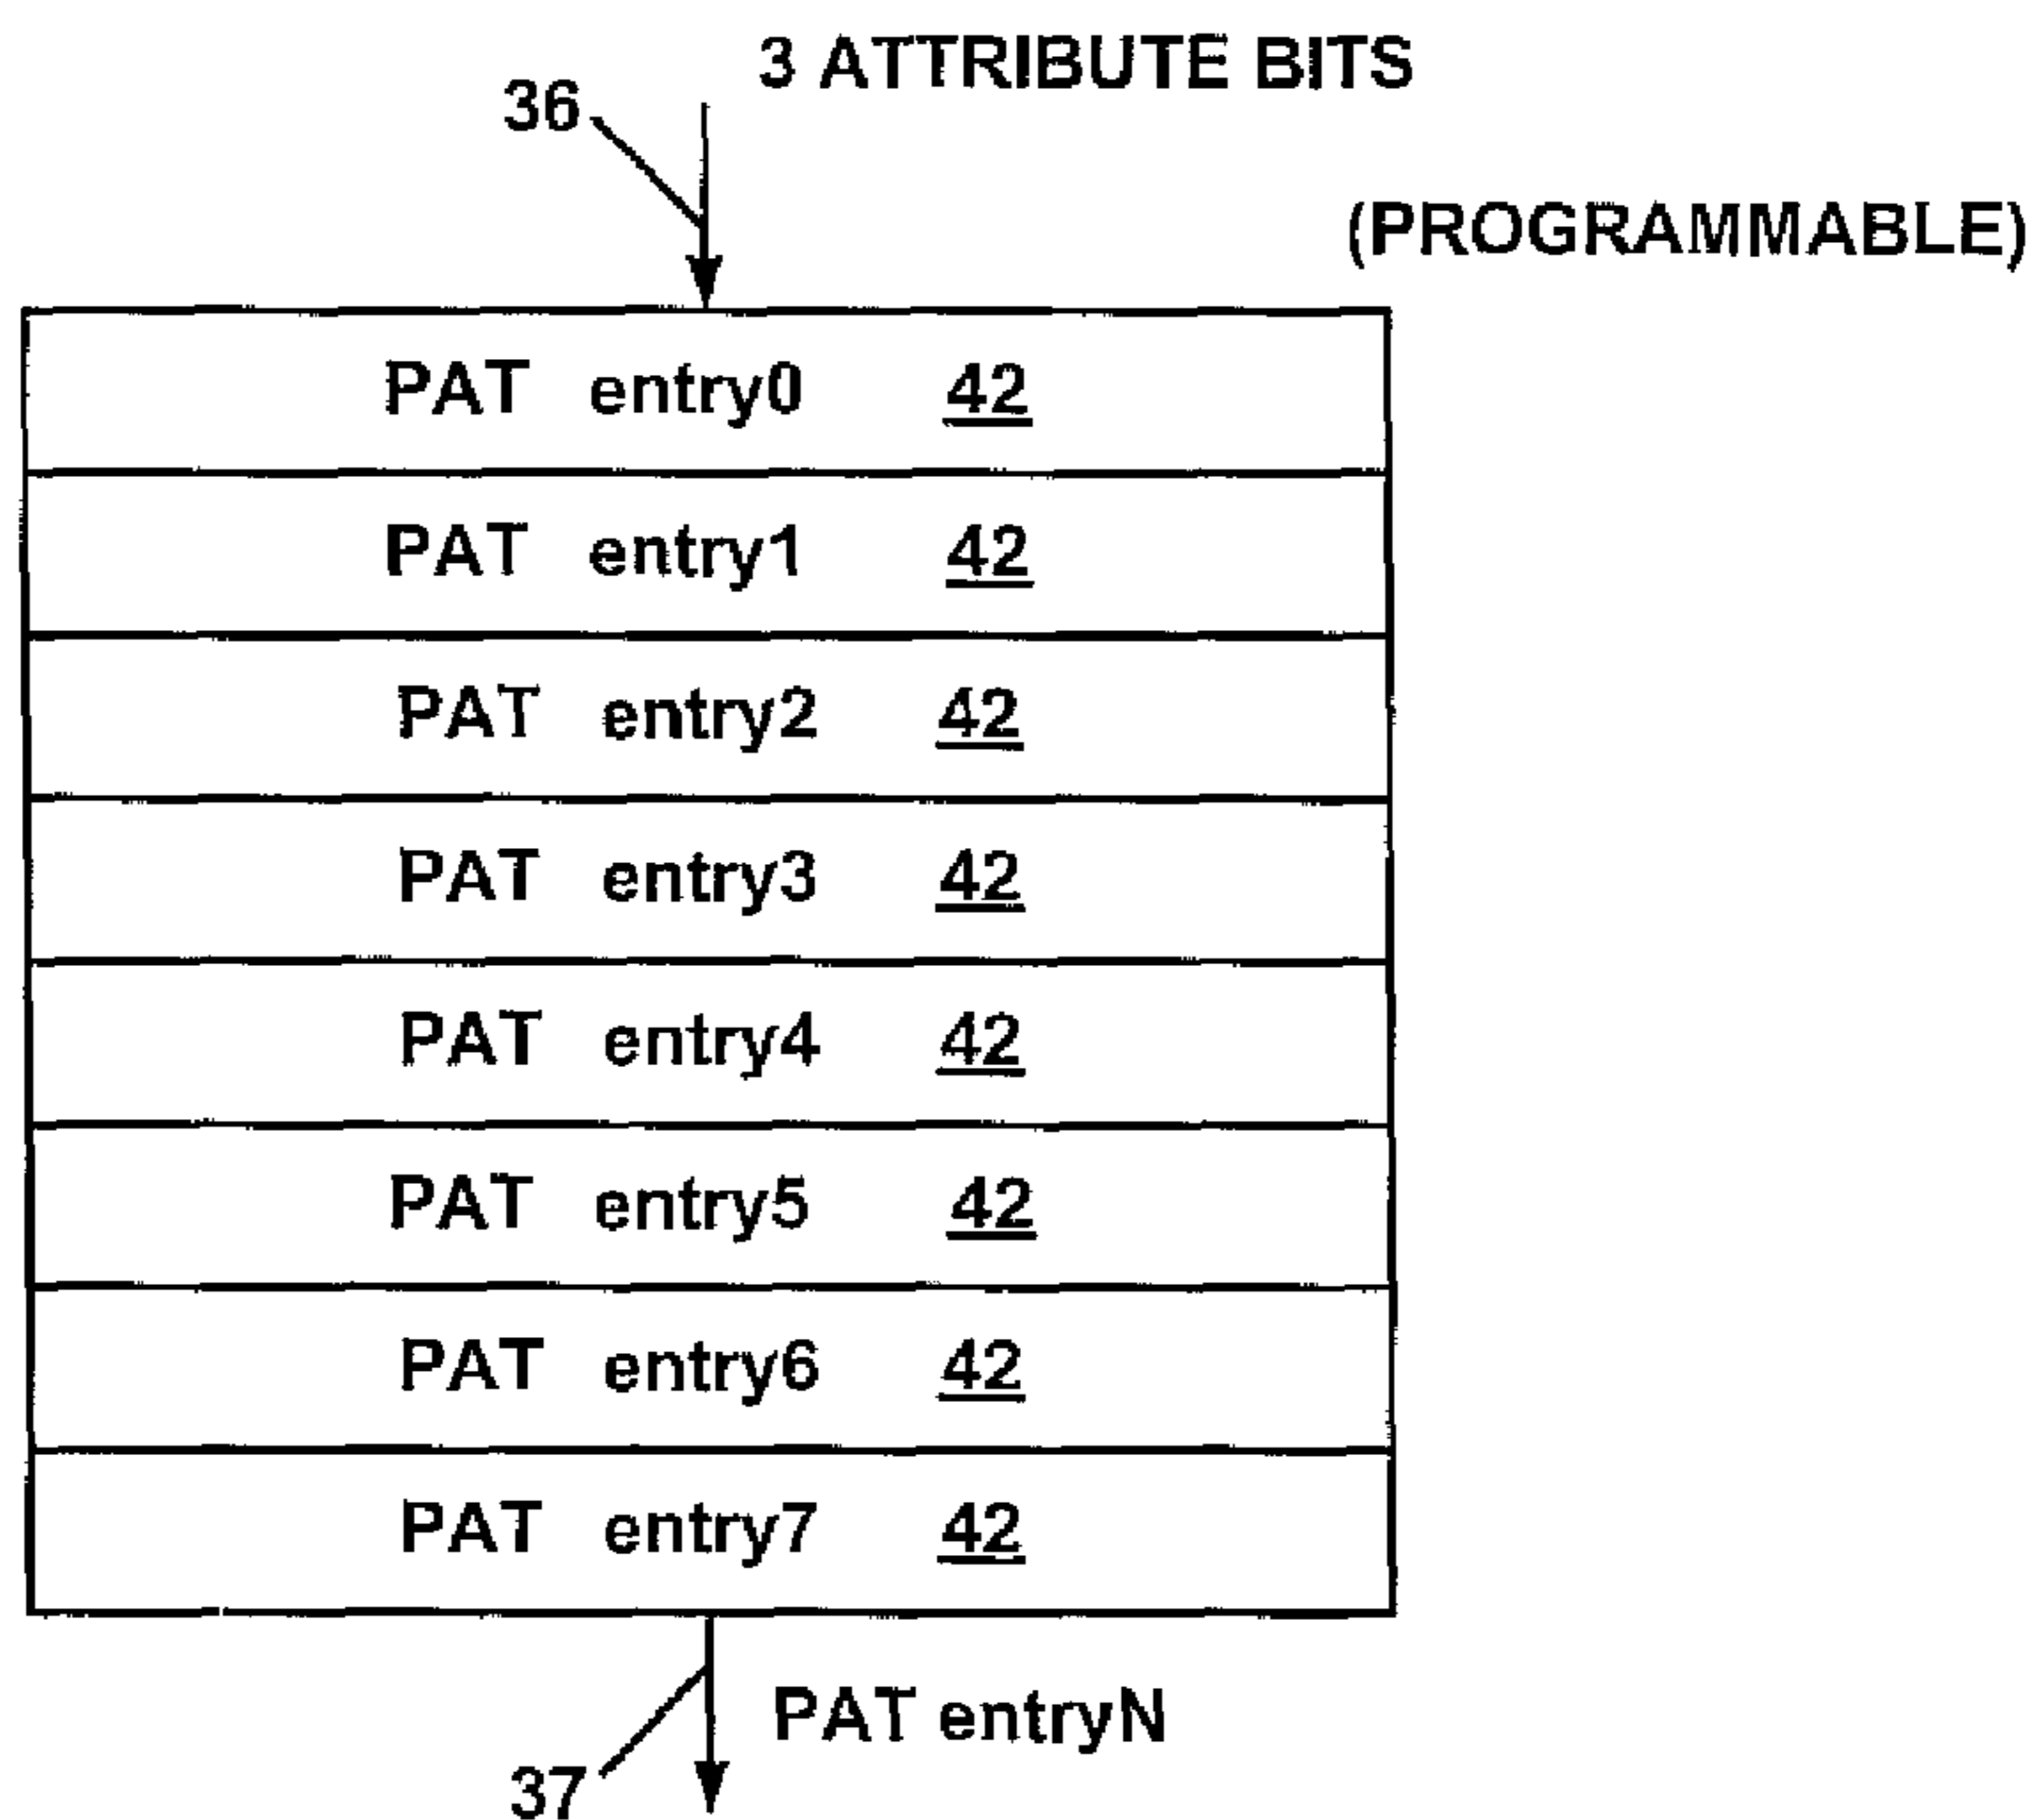 3 ATTRIBUTE BITS
36
(PROGRAMMABLE)
PAT entry0 42
PAT entry1 42
PAT entry2 42
PAT entry3 42
PAT entry4 42
PAT entry5 42
PAT entry6 42
PAT entry7 42
PAT entryN
37